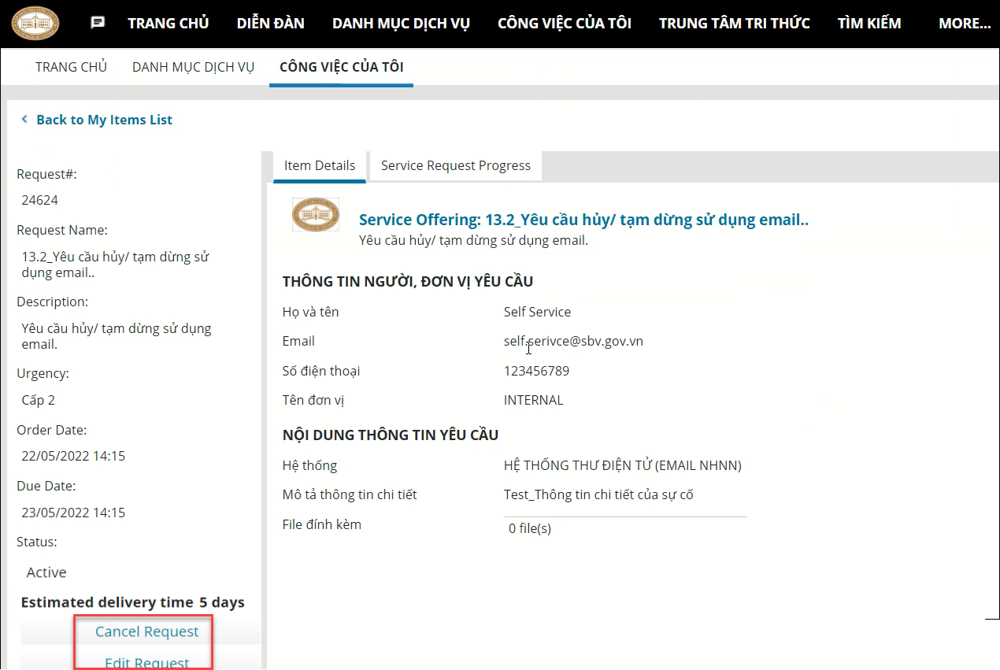 TRANG CHỦ DIỄN ĐÀN DANH MỤC DỊCH VỤ CÔNG VIỆC CỦA TÔI TRUNG TÂM TRI THỨC TÌM KIẾM MORE...
TRANG CHỦ DANH MỤC DỊCH VỤ CÔNG VIỆC CỦA TÔI
Back to My Items List
Request#:
24624
Request Name:
13.2_Yêu cầu hủy/ tạm dừng sử
dụng email..
Description:
Yêu cầu hủy/ tạm dừng sử dụng
email.
Urgency:
Cấp 2
Order Date:
22/05/2022 14:15
Due Date:
23/05/2022 14:15
Status:
Active
Estimated delivery time 5 days
Cancel Request
Edit Request
Item Details Service Request Progress
Service Offering: 13.2_Yêu cầu hủy/ tạm dừng sử dụng email..
Yêu cầu hủy/ tạm dừng sử dụng email.
THÔNG TIN NGƯỜI, ĐƠN VỊ YÊU CẦU
Họ và tên Self Service
Email self.serivce@sbv.gov.vn
Số điện thoại 123456789
Tên đơn vị INTERNAL
NỘI DUNG THÔNG TIN YÊU CẦU
Hệ thống HỆ THỐNG THƯ ĐIỆN TỬ (EMAIL NHNN)
Mô tả thông tin chi tiết Test_Thông tin chi tiết của sự cố
File đính kèm 0 file(s)